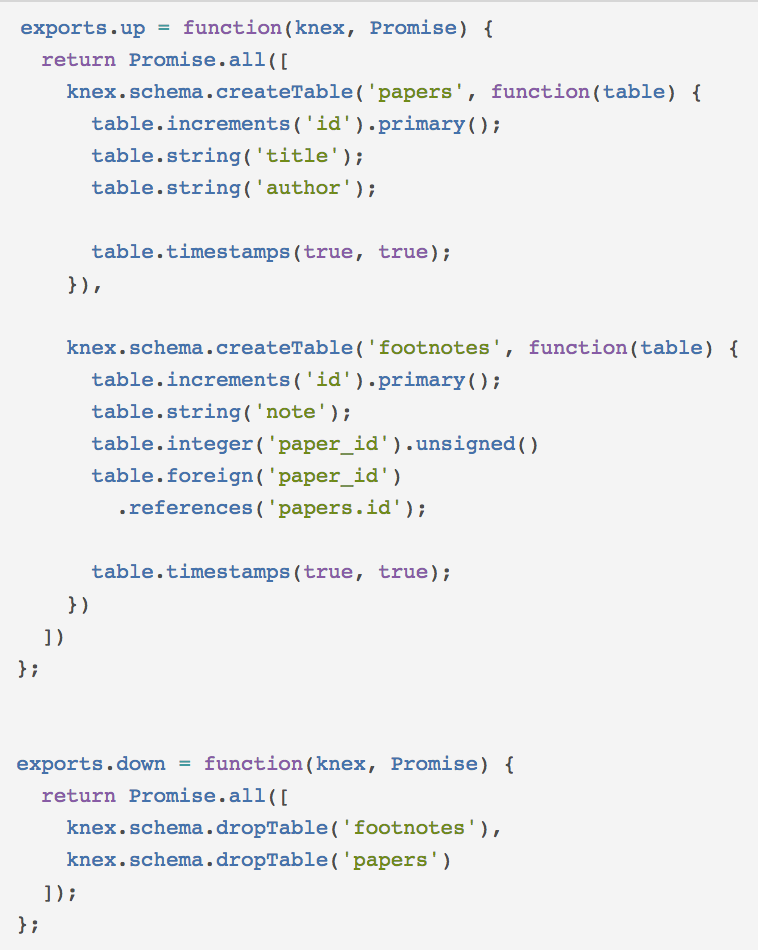 exports.up = function(knex, Promise) {
  return Promise.all([
    knex.schema.createTable('papers', function(table) {
      table.increments('id').primary();
      table.string('title');
      table.string('author');

      table.timestamps(true, true);
    }),

    knex.schema.createTable('footnotes', function(table) {
      table.increments('id').primary();
      table.string('note');
      table.integer('paper_id').unsigned()
      table.foreign('paper_id')
        .references('papers.id');

      table.timestamps(true, true);
    })
  ])
};


exports.down = function(knex, Promise) {
  return Promise.all([
    knex.schema.dropTable('footnotes'),
    knex.schema.dropTable('papers')
  ]);
};